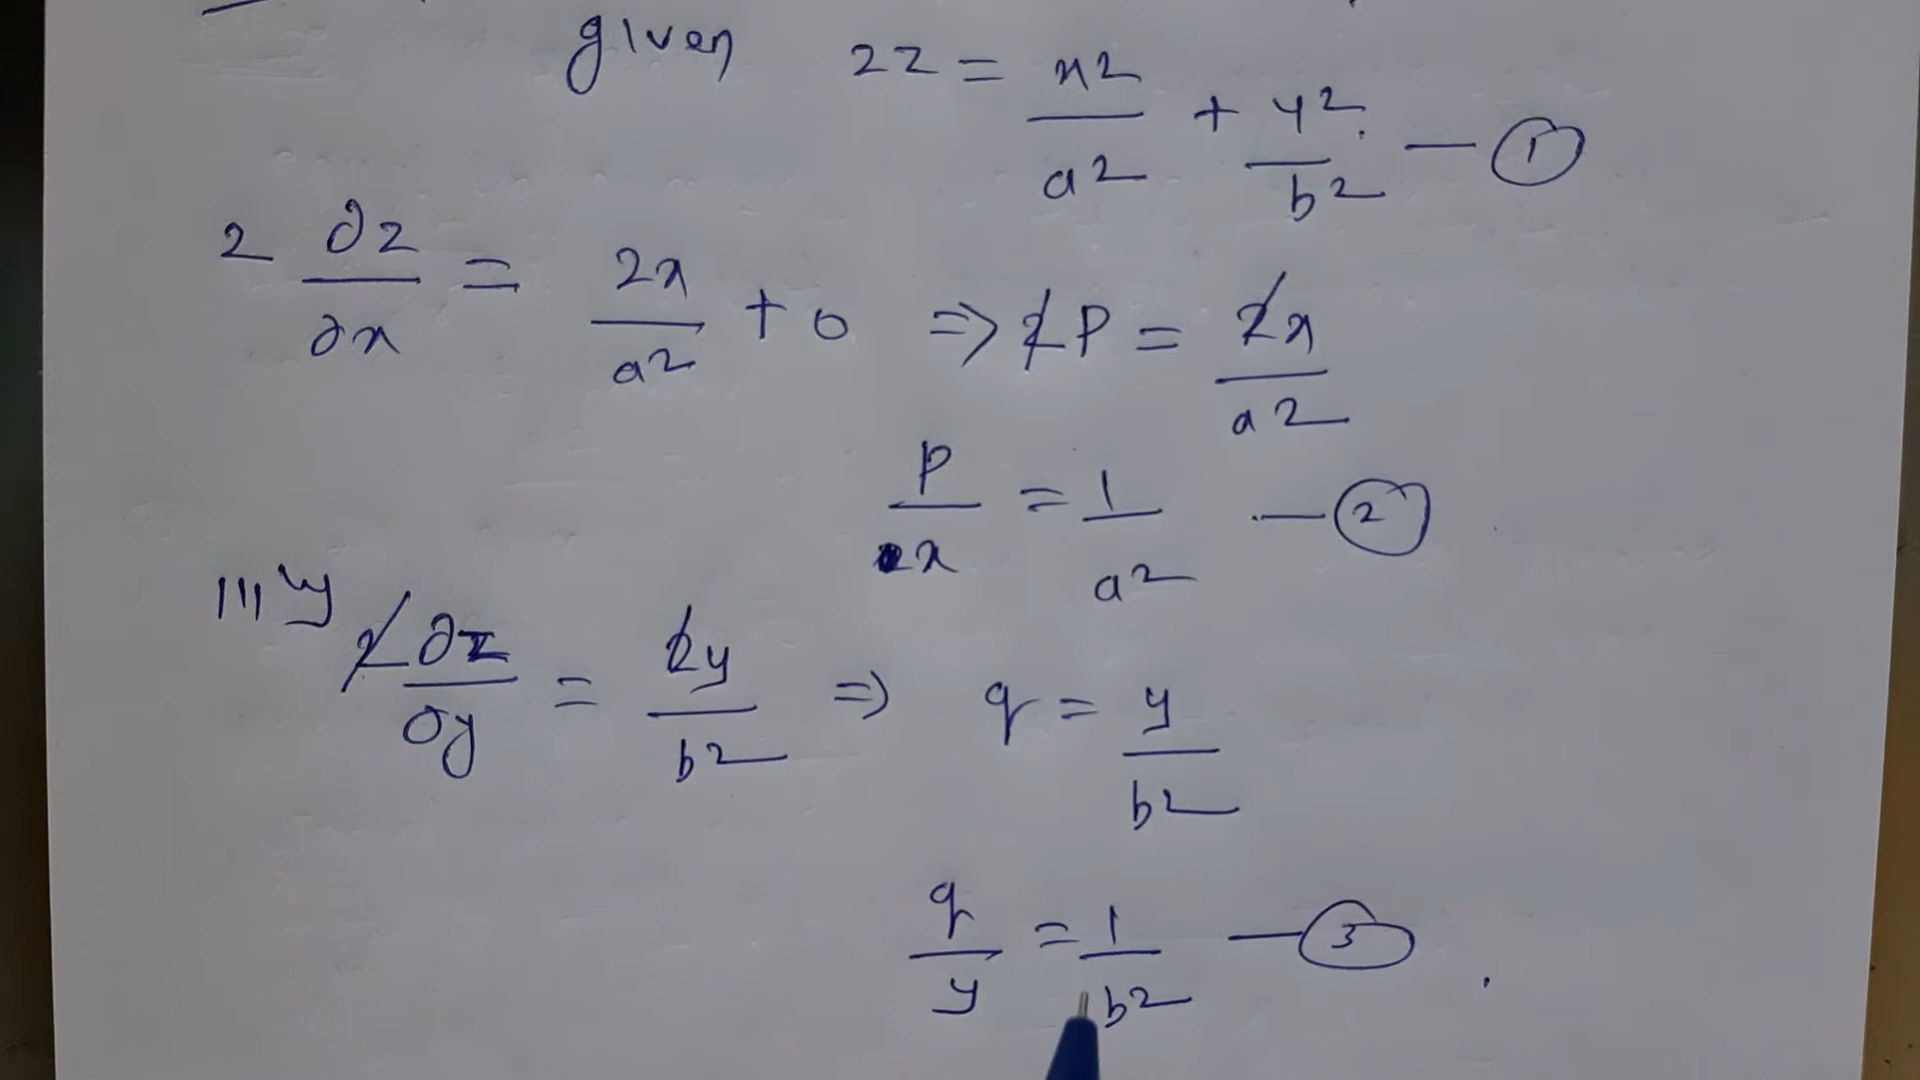 given 2z = x²/a² + y²/b² — ①
2 ∂z/∂x = 2x/a² + 0 ⇒ 2p = 2x/a²
p/x = 1/a² — ②
|||ly 2∂z/∂y = 2y/b² ⇒ q = y/b²
q/y = 1/b² — ③